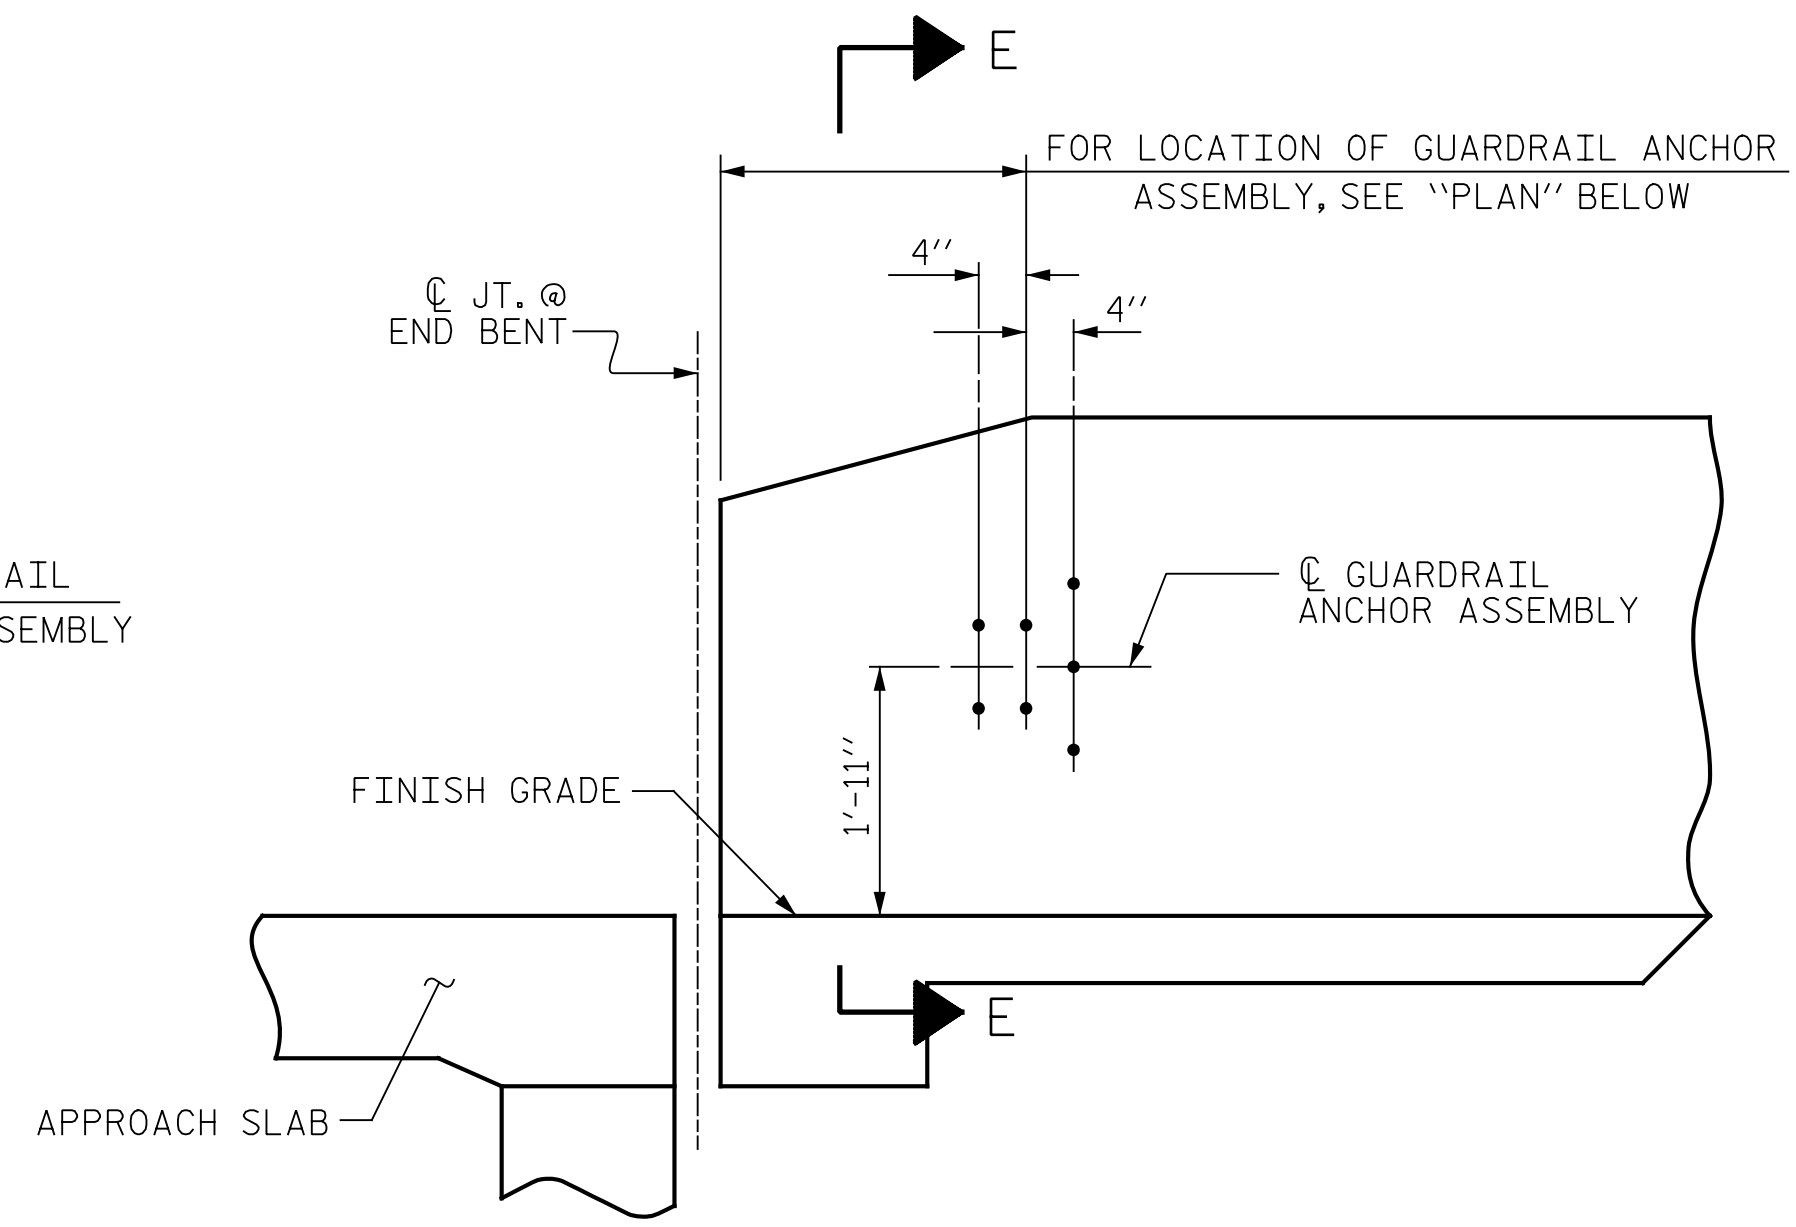 E
FOR LOCATION OF GUARDRAIL ANCHOR
ASSEMBLY, SEE ‵‵PLAN′′ BELOW
4′′
4′′
℄ JT. @
END BENT
AIL
SEMBLY
℄ GUARDRAIL
ANCHOR ASSEMBLY
1′-11′′
FINISH GRADE
E
APPROACH SLAB